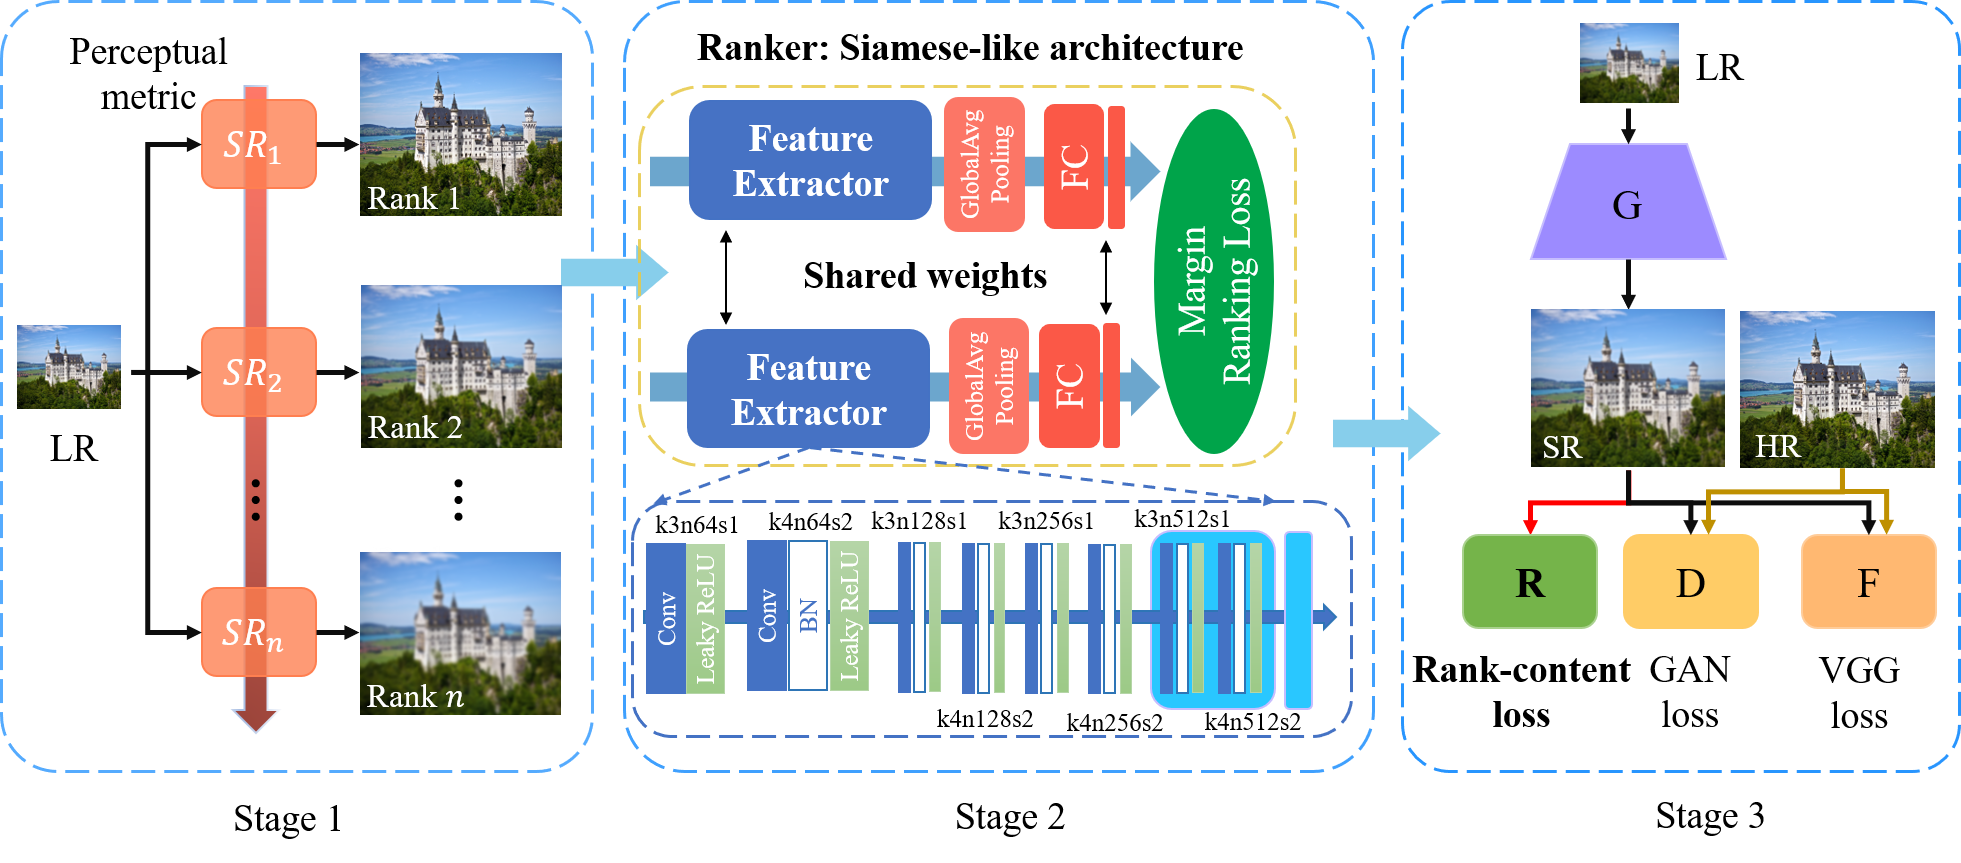 Perceptual
metric
SR1
Rank 1
SR2
Rank 2
LR
SRn
Rank n
Stage 1
Ranker: Siamese-like architecture
Feature
Extractor
GlobalAvg
Pooling
FC
Shared weights
Feature
Extractor
GlobalAvg
Pooling
FC
Margin
Ranking Loss
k3n64s1
k4n64s2
k3n128s1
k3n256s1
k3n512s1
Conv
Leaky ReLU
Conv
BN
Leaky ReLU
k4n128s2
k4n256s2
k4n512s2
Stage 2
LR
G
SR
HR
R
D
F
Rank-content
loss
GAN
loss
VGG
loss
Stage 3